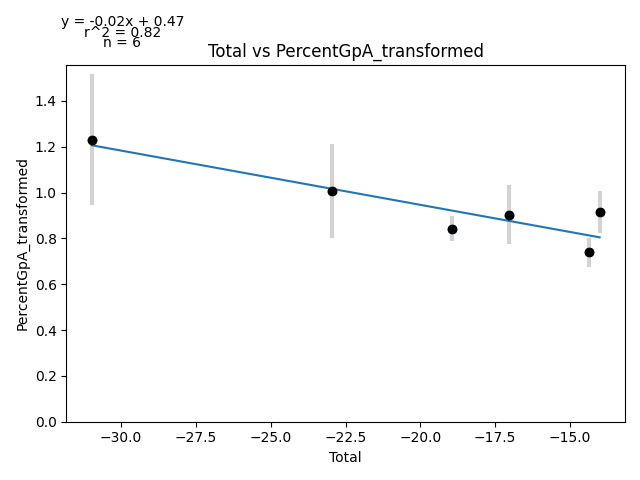 y = -0.02x + 0.47
r^2 = 0.82
n = 6
Total vs PercentGpA_transformed
PercentGpA_transformed
1.4
1.2
1.0
0.8
0.6
0.4
0.2
0.0
−30.0 −27.5 −25.0 −22.5 −20.0 −17.5 −15.0
Total